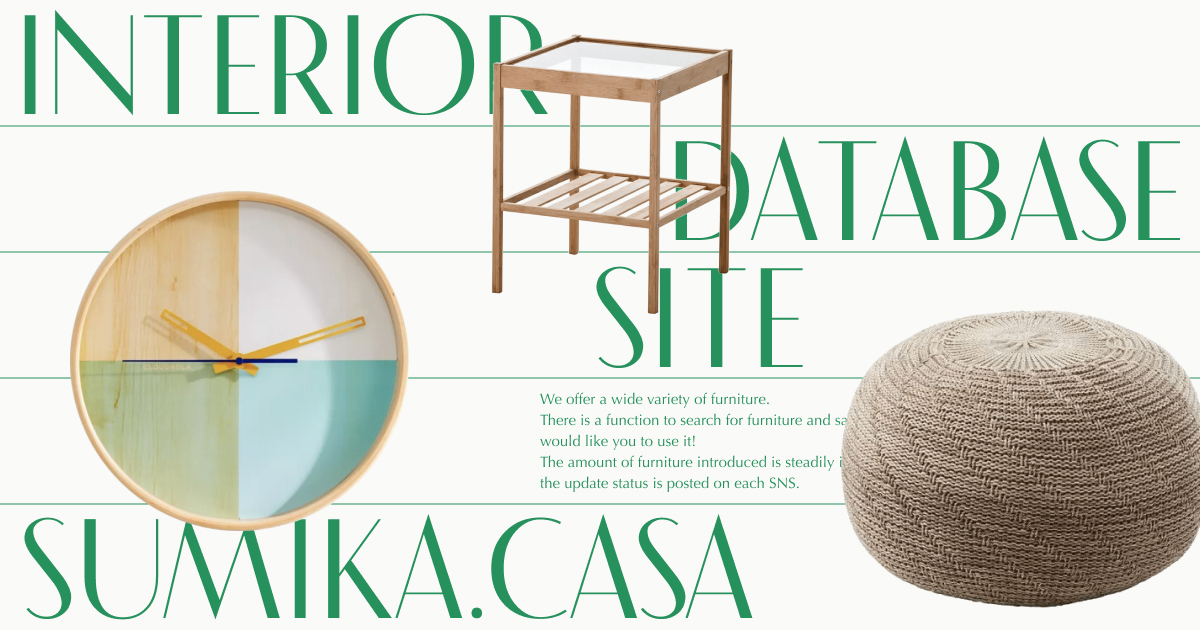 INTERIOR
DATABASE
SITE
We offer a wide variety of furniture.
There is a function to search for furniture and
would like you to use it!
The amount of furniture introduced is steadily
the update status is posted on each SNS.
SUMIKA.CASA